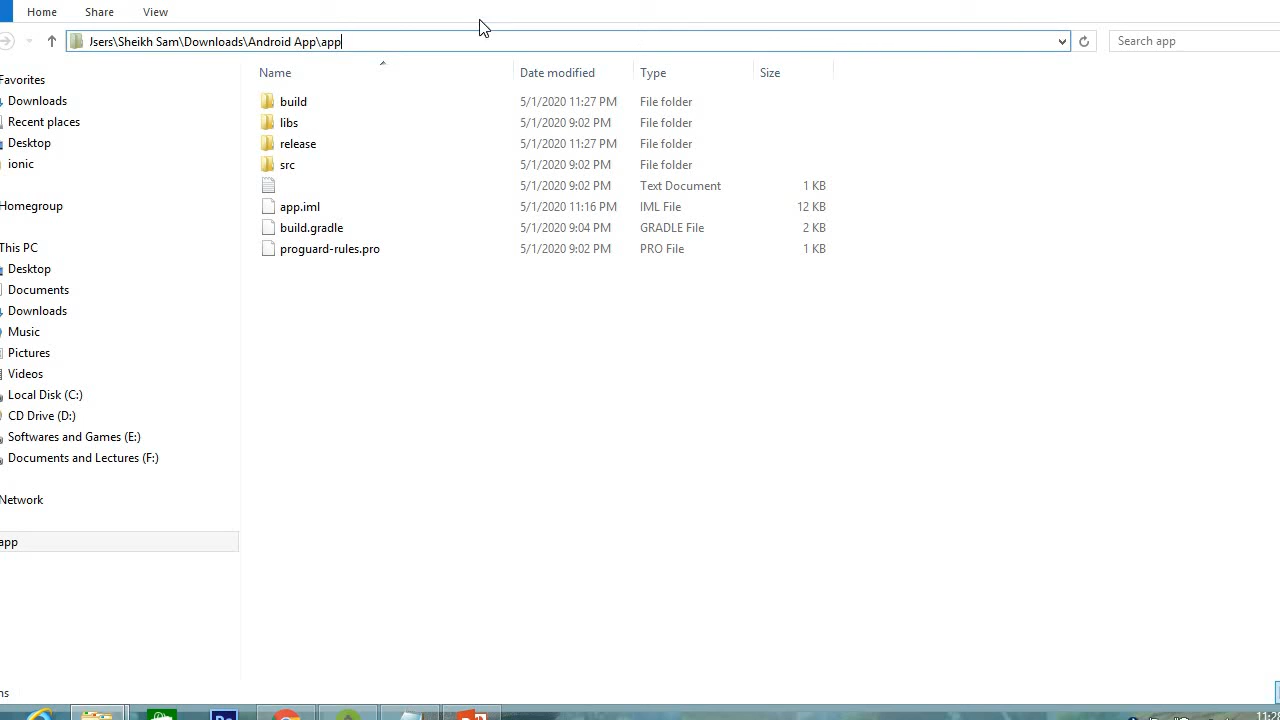 Home Share View
Jsers\Sheikh Sam\Downloads\Android App\app
Search app
Name Date modified Type Size
build 5/1/2020 11:27 PM File folder
libs 5/1/2020 9:02 PM File folder
release 5/1/2020 11:27 PM File folder
src 5/1/2020 9:02 PM File folder
5/1/2020 9:02 PM Text Document 1 KB
app.iml 5/1/2020 11:16 PM IML File 12 KB
build.gradle 5/1/2020 9:04 PM GRADLE File 2 KB
proguard-rules.pro 5/1/2020 9:02 PM PRO File 1 KB
Favorites
Downloads
Recent places
Desktop
ionic
Homegroup
This PC
Desktop
Documents
Downloads
Music
Pictures
Videos
Local Disk (C:)
CD Drive (D:)
Softwares and Games (E:)
Documents and Lectures (F:)
Network
app
ns